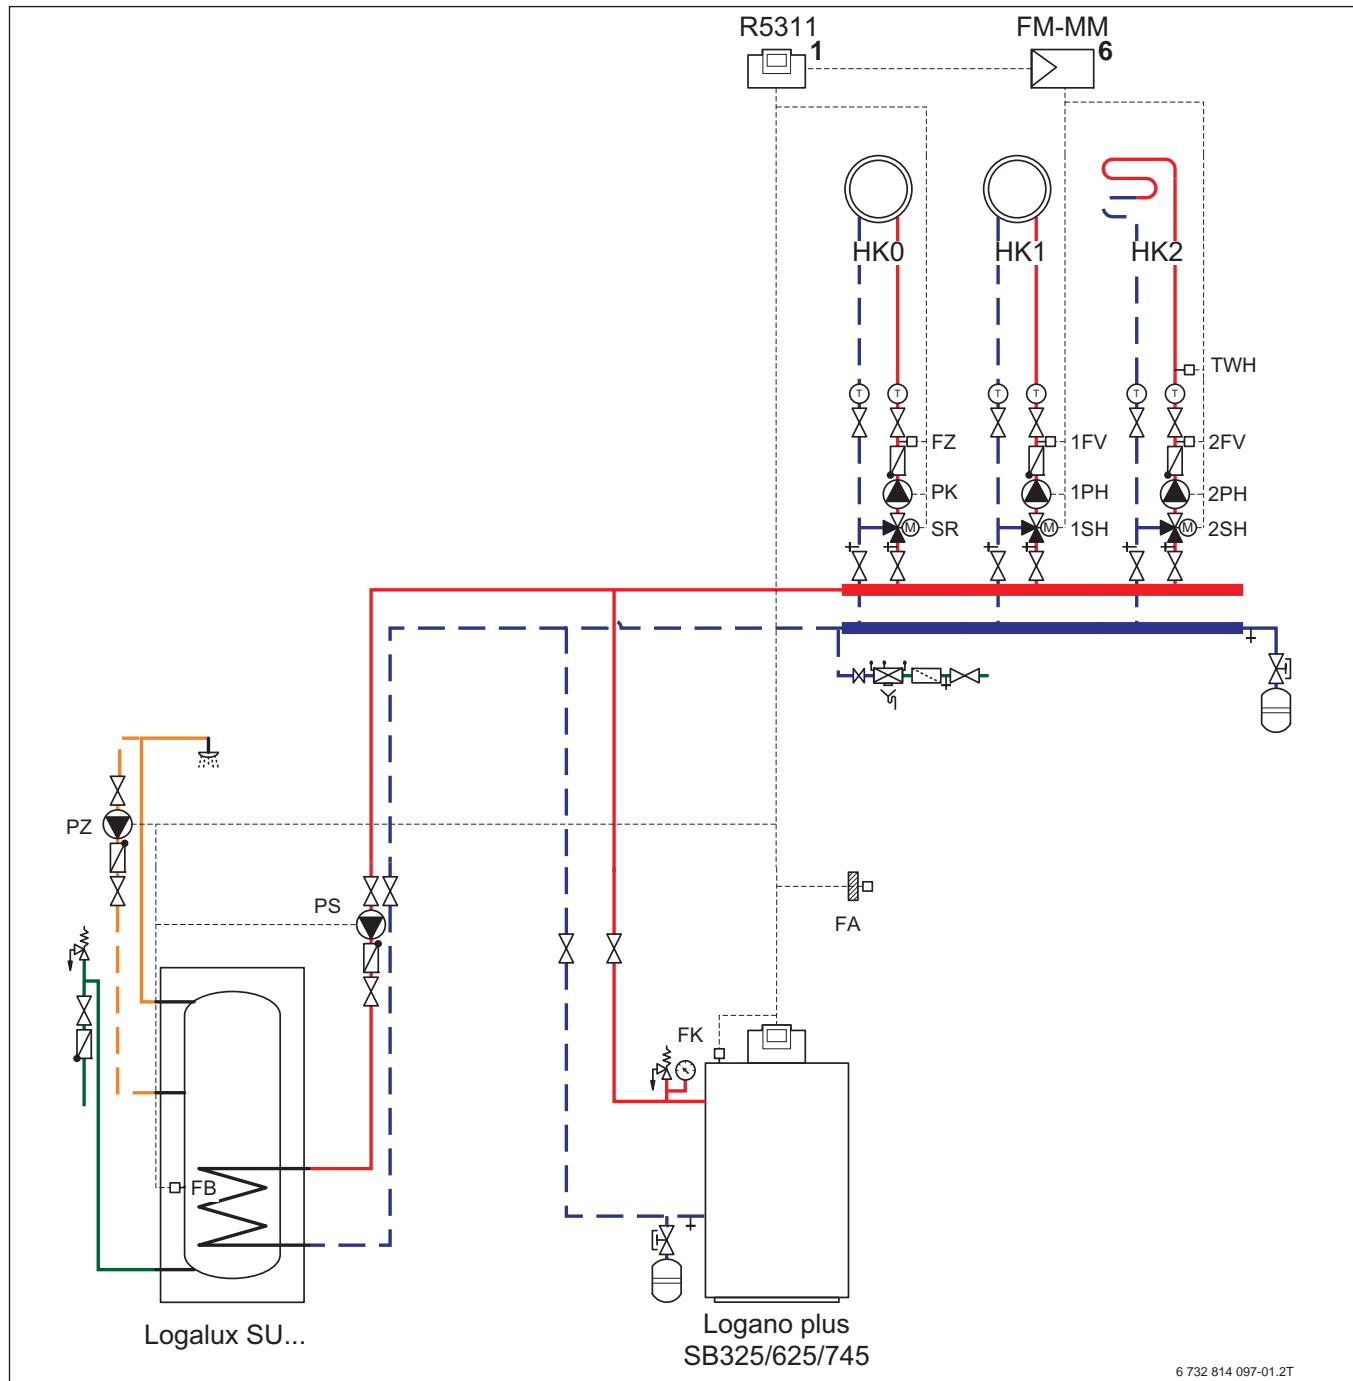 R5311
1
FM-MM
6
HK0
HK1
HK2
TWH
T
T
T
T
T
T
FZ
1FV
2FV
PK
1PH
2PH
M
SR
M
1SH
M
2SH
PZ
PS
FA
FK
FB
Logalux SU...
Logano plus
SB325/625/745
6 732 814 097-01.2T